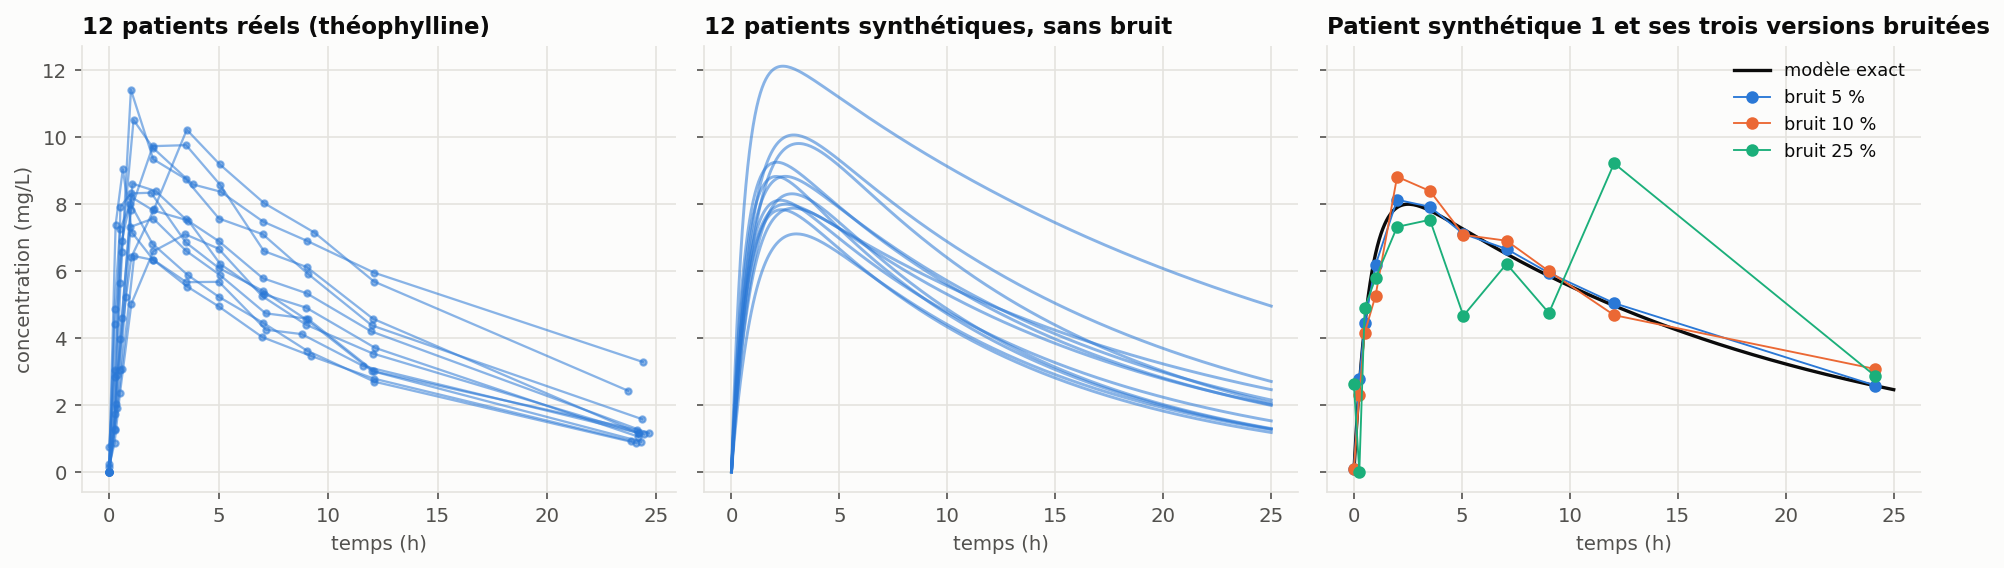 12 patients réels (théophylline)
12 patients synthétiques, sans bruit
Patient synthétique 1 et ses trois versions bruitées
concentration (mg/L)
12
10
8
6
4
2
0
0 5 10 15 20 25
temps (h)
0 5 10 15 20 25
temps (h)
modèle exact
bruit 5 %
bruit 10 %
bruit 25 %
0 5 10 15 20 25
temps (h)